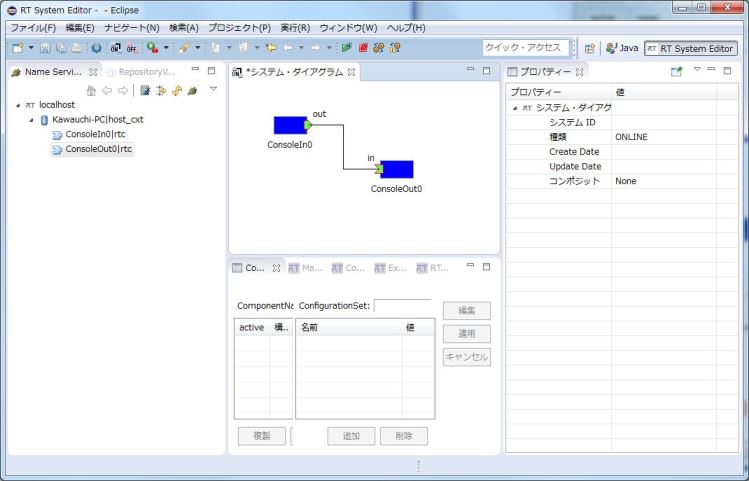 RT System Editor - - Eclipse
ファイル(F) 編集(E) ナビゲート(N) 検索(A) プロジェクト(P) 実行(R) ウィンドウ(W) ヘルプ(H)
ON OFF クイック・アクセス Java RT System Editor
Name Servi... RepositoryV...
RT localhost
Kawauchi-PC|host_cxt
ConsoleIn0|rtc
ConsoleOut0|rtc
*システム・ダイアグラム
out
ConsoleIn0
in
ConsoleOut0
Co... RT Ma... RT Co... RT Ex... RT RT...
ComponentNa ConfigurationSet:
編集
active 構... 名前 値
適用
キャンセル
複製 追加 削除
プロパティー
プロパティー 値
RT システム・ダイアグ
システム ID
種類 ONLINE
Create Date
Update Date
コンポジット None